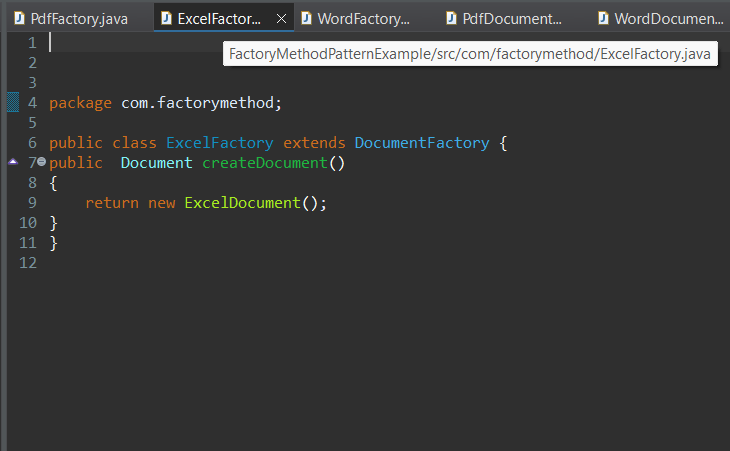 PdfFactory.java ExcelFactor... WordFactory... PdfDocument... WordDocumen...
FactoryMethodPatternExample/src/com/factorymethod/ExcelFactory.java
1
2
3
4 package com.factorymethod;
5
6 public class ExcelFactory extends DocumentFactory {
7 public  Document createDocument()
8 {
9     return new ExcelDocument();
10 }
11 }
12